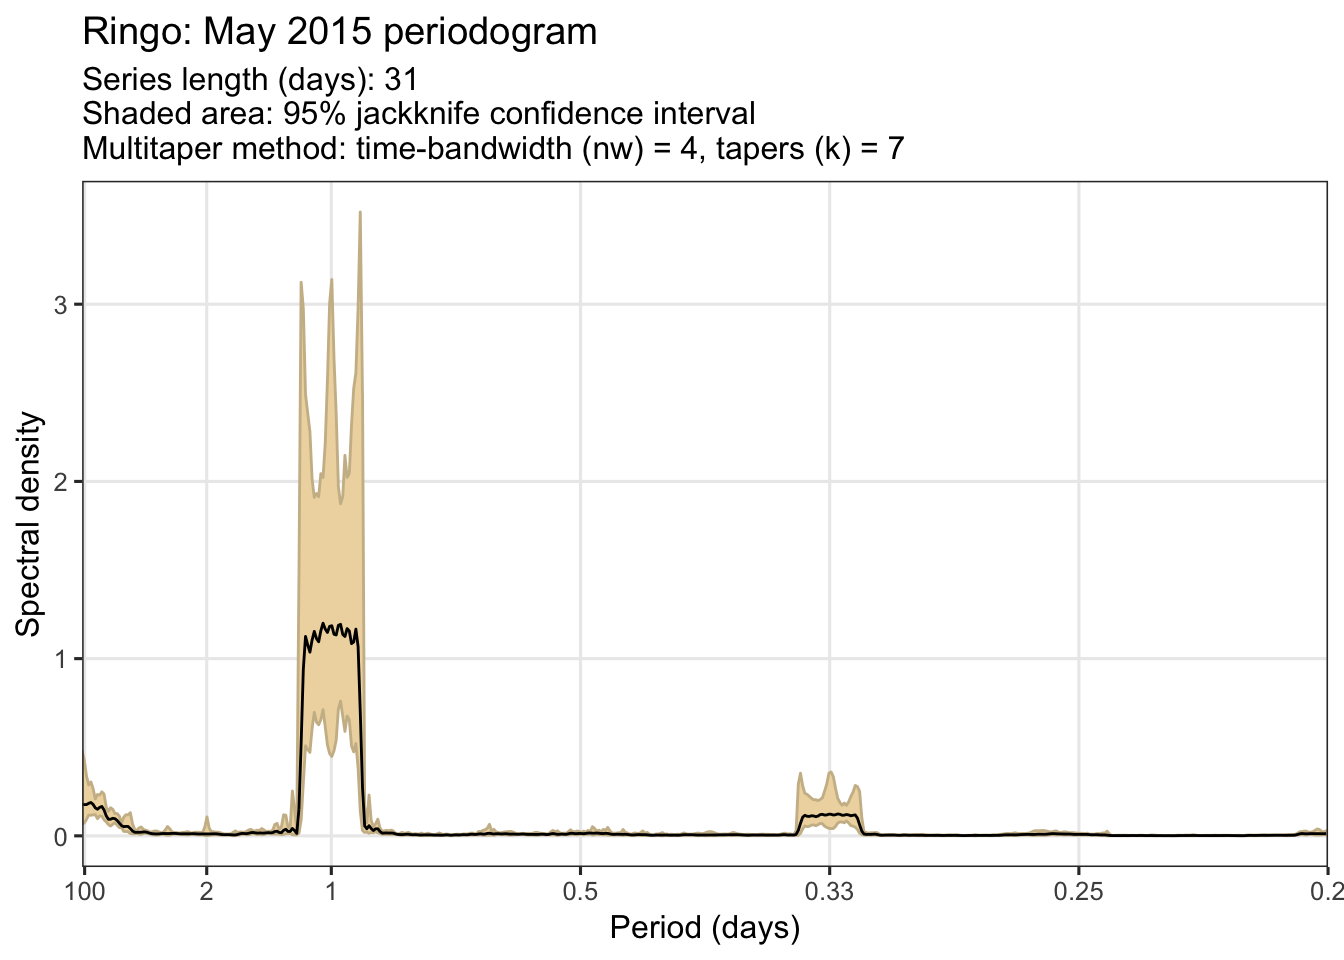 Ringo: May 2015 periodogram
Series length (days): 31
Shaded area: 95% jackknife confidence interval
Multitaper method: time-bandwidth (nw) = 4, tapers (k) = 7
Spectral density
3
2
1
0
100 2 1 0.5 0.33 0.25 0.2
Period (days)